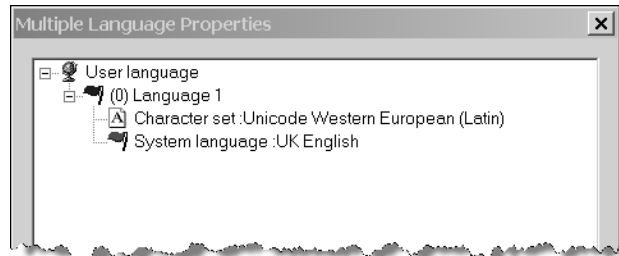 Multiple Language Properties
User language
(0) Language 1
Character set :Unicode Western European (Latin)
System language :UK English